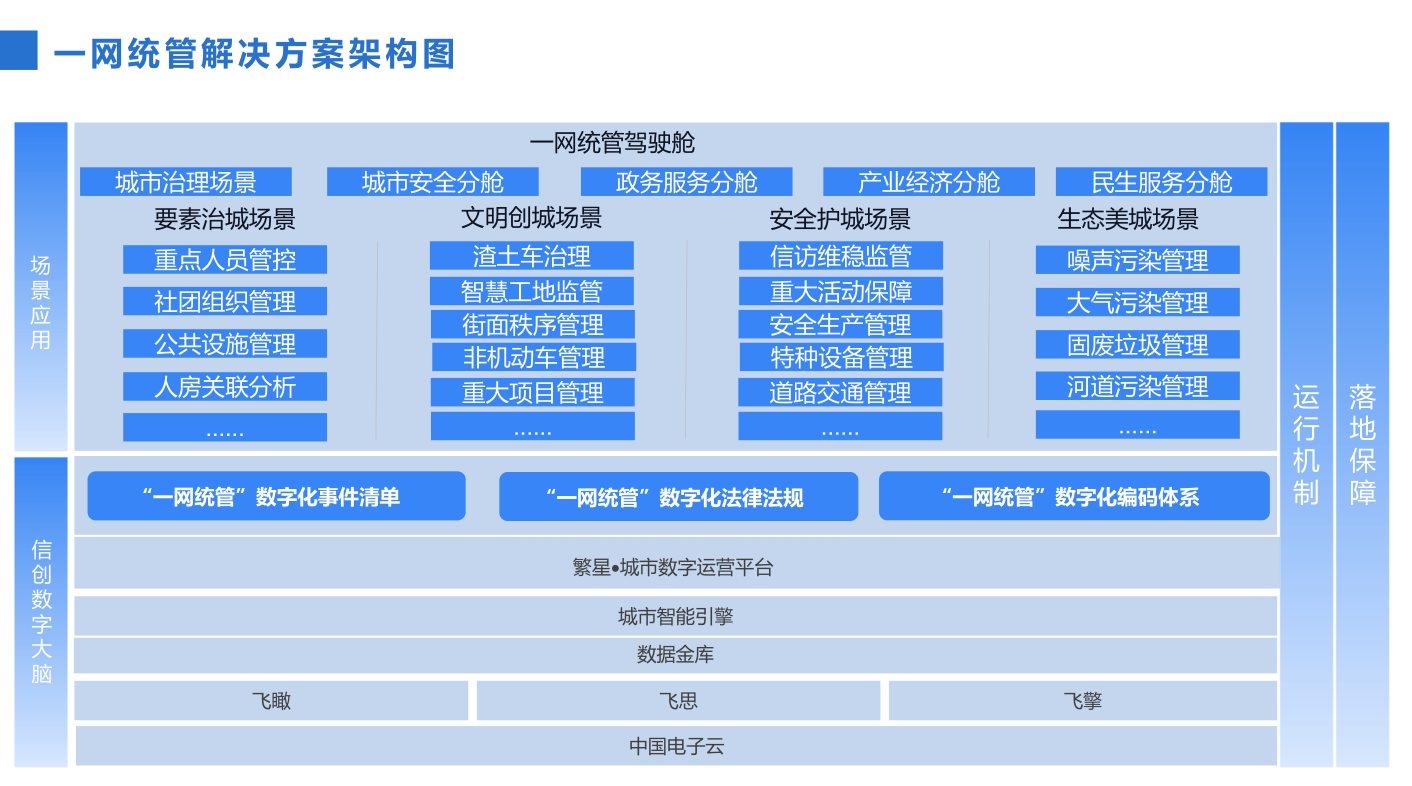 一网统管解决方案架构图
一网统管驾驶舱
城市治理场景
城市安全分舱
政务服务分舱
产业经济分舱
民生服务分舱
场景应用
要素治城场景
重点人员管控
社团组织管理
公共设施管理
人房关联分析
......
文明创城场景
渣土车治理
智慧工地监管
街面秩序管理
非机动车管理
重大项目管理
......
安全护城场景
信访维稳监管
重大活动保障
安全生产管理
特种设备管理
道路交通管理
......
生态美城场景
噪声污染管理
大气污染管理
固废垃圾管理
河道污染管理
......
信创数字大脑
“一网统管”数字化事件清单
“一网统管”数字化法律法规
“一网统管”数字化编码体系
繁星•城市数字运营平台
城市智能引擎
数据金库
飞瞰
飞思
飞擎
中国电子云
运行机制
落地保障